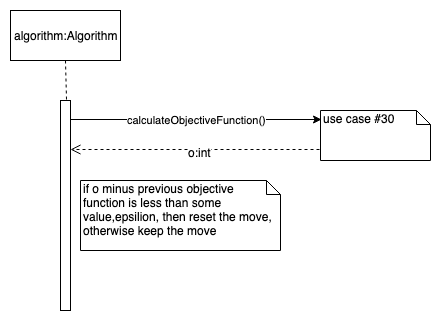 algorithm:Algorithm
calculateObjectiveFunction()
use case #30
o:int
if o minus previous objective
function is less than some
value,epsilion, then reset the move,
otherwise keep the move